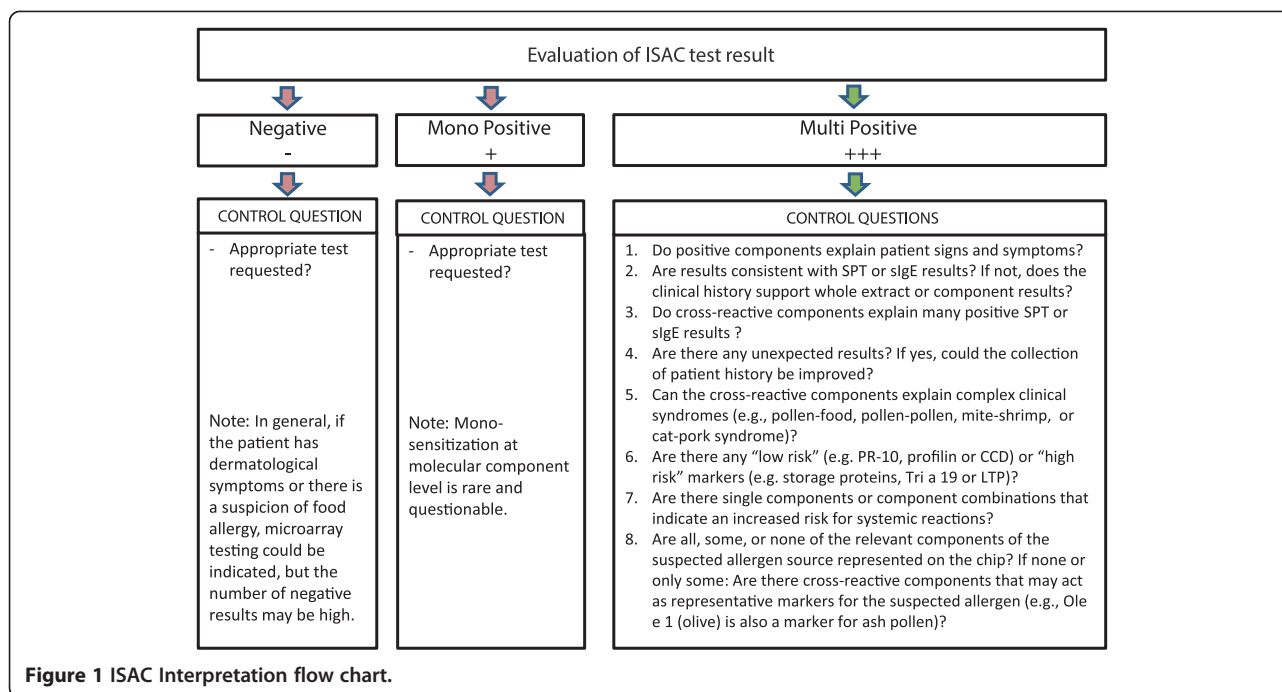 Evaluation of ISAC test result
Negative
-
Mono Positive
+
Multi Positive
+++
CONTROL QUESTION
- Appropriate test
requested?
Note: In general, if
the patient has
dermatological
symptoms or there is
a suspicion of food
allergy, microarray
testing could be
indicated, but the
number of negative
results may be high.
CONTROL QUESTION
- Appropriate test
requested?
Note: Mono-
sensitization at
molecular component
level is rare and
questionable.
CONTROL QUESTIONS
1. Do positive components explain patient signs and symptoms?
2. Are results consistent with SPT or sIgE results? If not, does the
clinical history support whole extract or component results?
3. Do cross-reactive components explain many positive SPT or
sIgE results ?
4. Are there any unexpected results? If yes, could the collection
of patient history be improved?
5. Can the cross-reactive components explain complex clinical
syndromes (e.g., pollen-food, pollen-pollen, mite-shrimp, or
cat-pork syndrome)?
6. Are there any “low risk” (e.g. PR-10, profilin or CCD) or “high
risk” markers (e.g. storage proteins, Tri a 19 or LTP)?
7. Are there single components or component combinations that
indicate an increased risk for systemic reactions?
8. Are all, some, or none of the relevant components of the
suspected allergen source represented on the chip? If none or
only some: Are there cross-reactive components that may act
as representative markers for the suspected allergen (e.g., Ole
e 1 (olive) is also a marker for ash pollen)?
Figure 1 ISAC Interpretation flow chart.